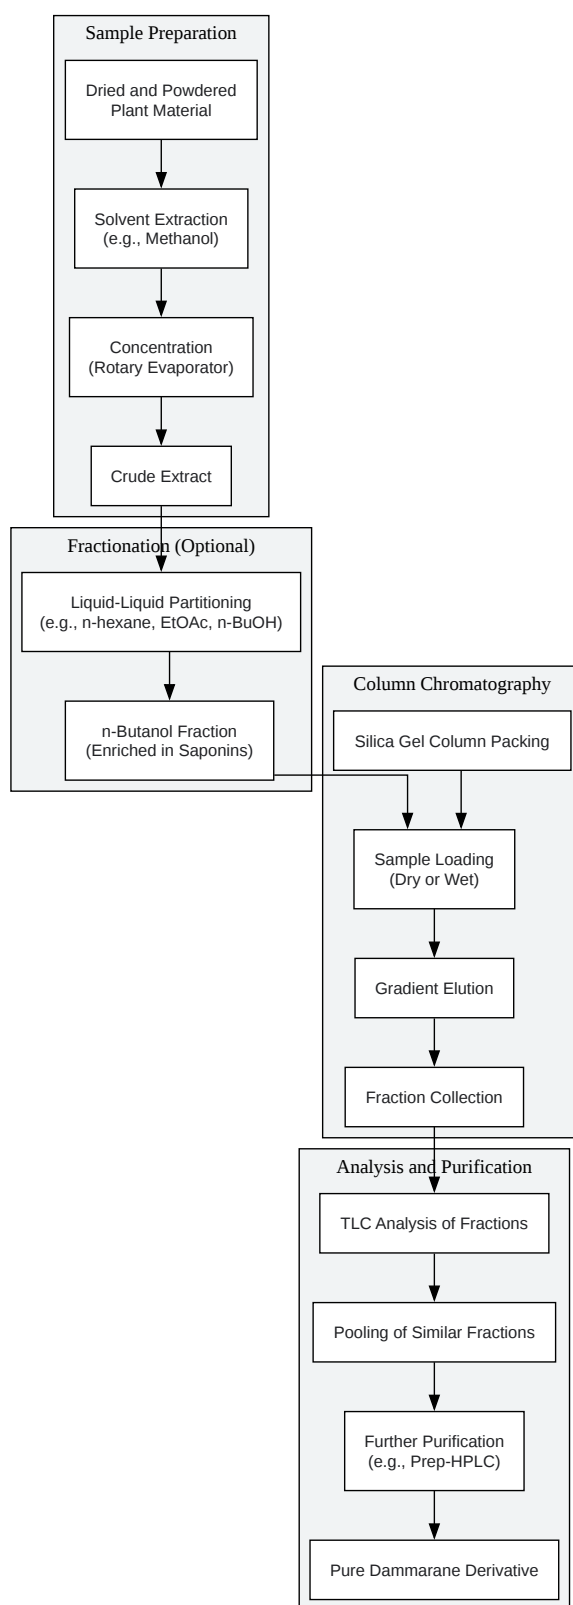 Sample Preparation
Dried and Powdered
Plant Material
Solvent Extraction
(e.g., Methanol)
Concentration
(Rotary Evaporator)
Crude Extract
Fractionation (Optional)
Liquid-Liquid Partitioning
(e.g., n-hexane, EtOAc, n-BuOH)
n-Butanol Fraction
(Enriched in Saponins)
Column Chromatography
Silica Gel Column Packing
Sample Loading
(Dry or Wet)
Gradient Elution
Fraction Collection
Analysis and Purification
TLC Analysis of Fractions
Pooling of Similar Fractions
Further Purification
(e.g., Prep-HPLC)
Pure Dammarane Derivative